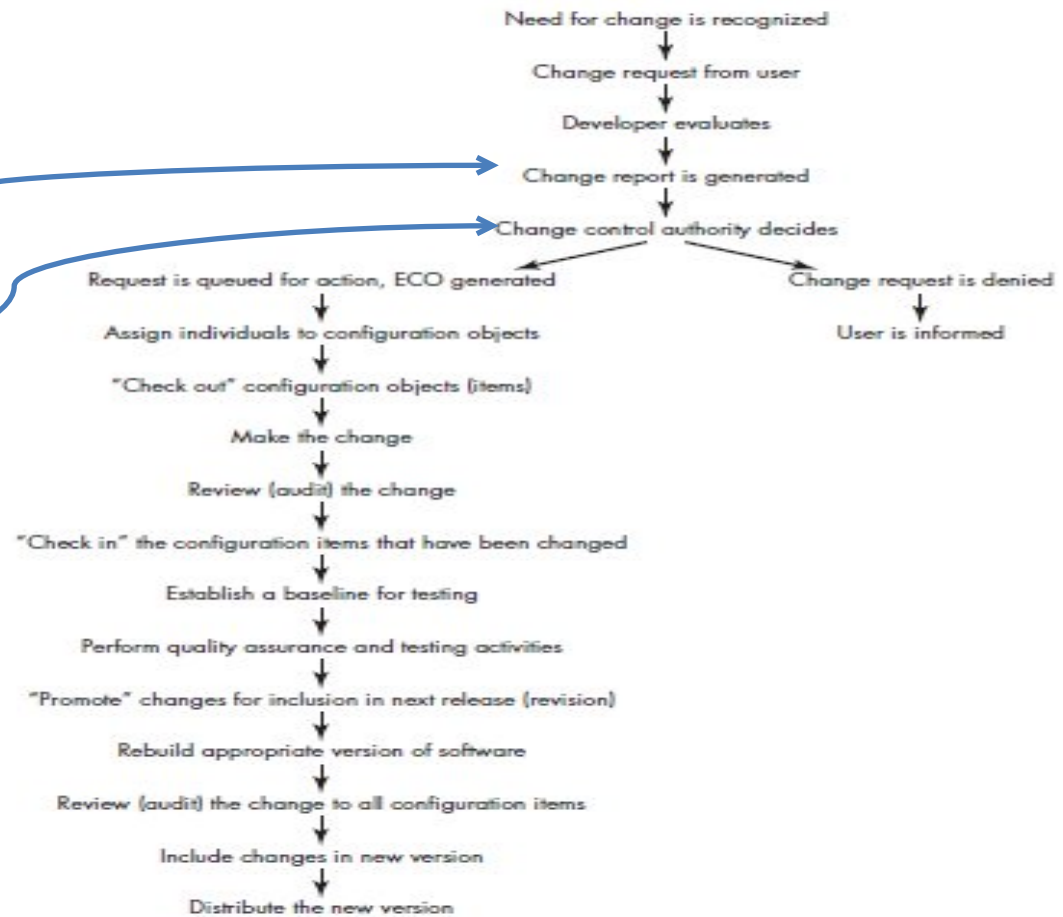 Need for change is recognized
Change request from user
Developer evaluates
Change report is generated
Change control authority decides
Request is queued for action, ECO generated
Change request is denied
Assign individuals to configuration objects
User is informed
"Check out" configuration objects (items)
Make the change
Review (audit) the change
"Check in" the configuration items that have been changed
Establish a baseline for testing
Perform quality assurance and testing activities
"Promote" changes for inclusion in next release (revision)
Rebuild appropriate version of software
Review (audit) the change to all configuration items
Include changes in new version
Distribute the new version